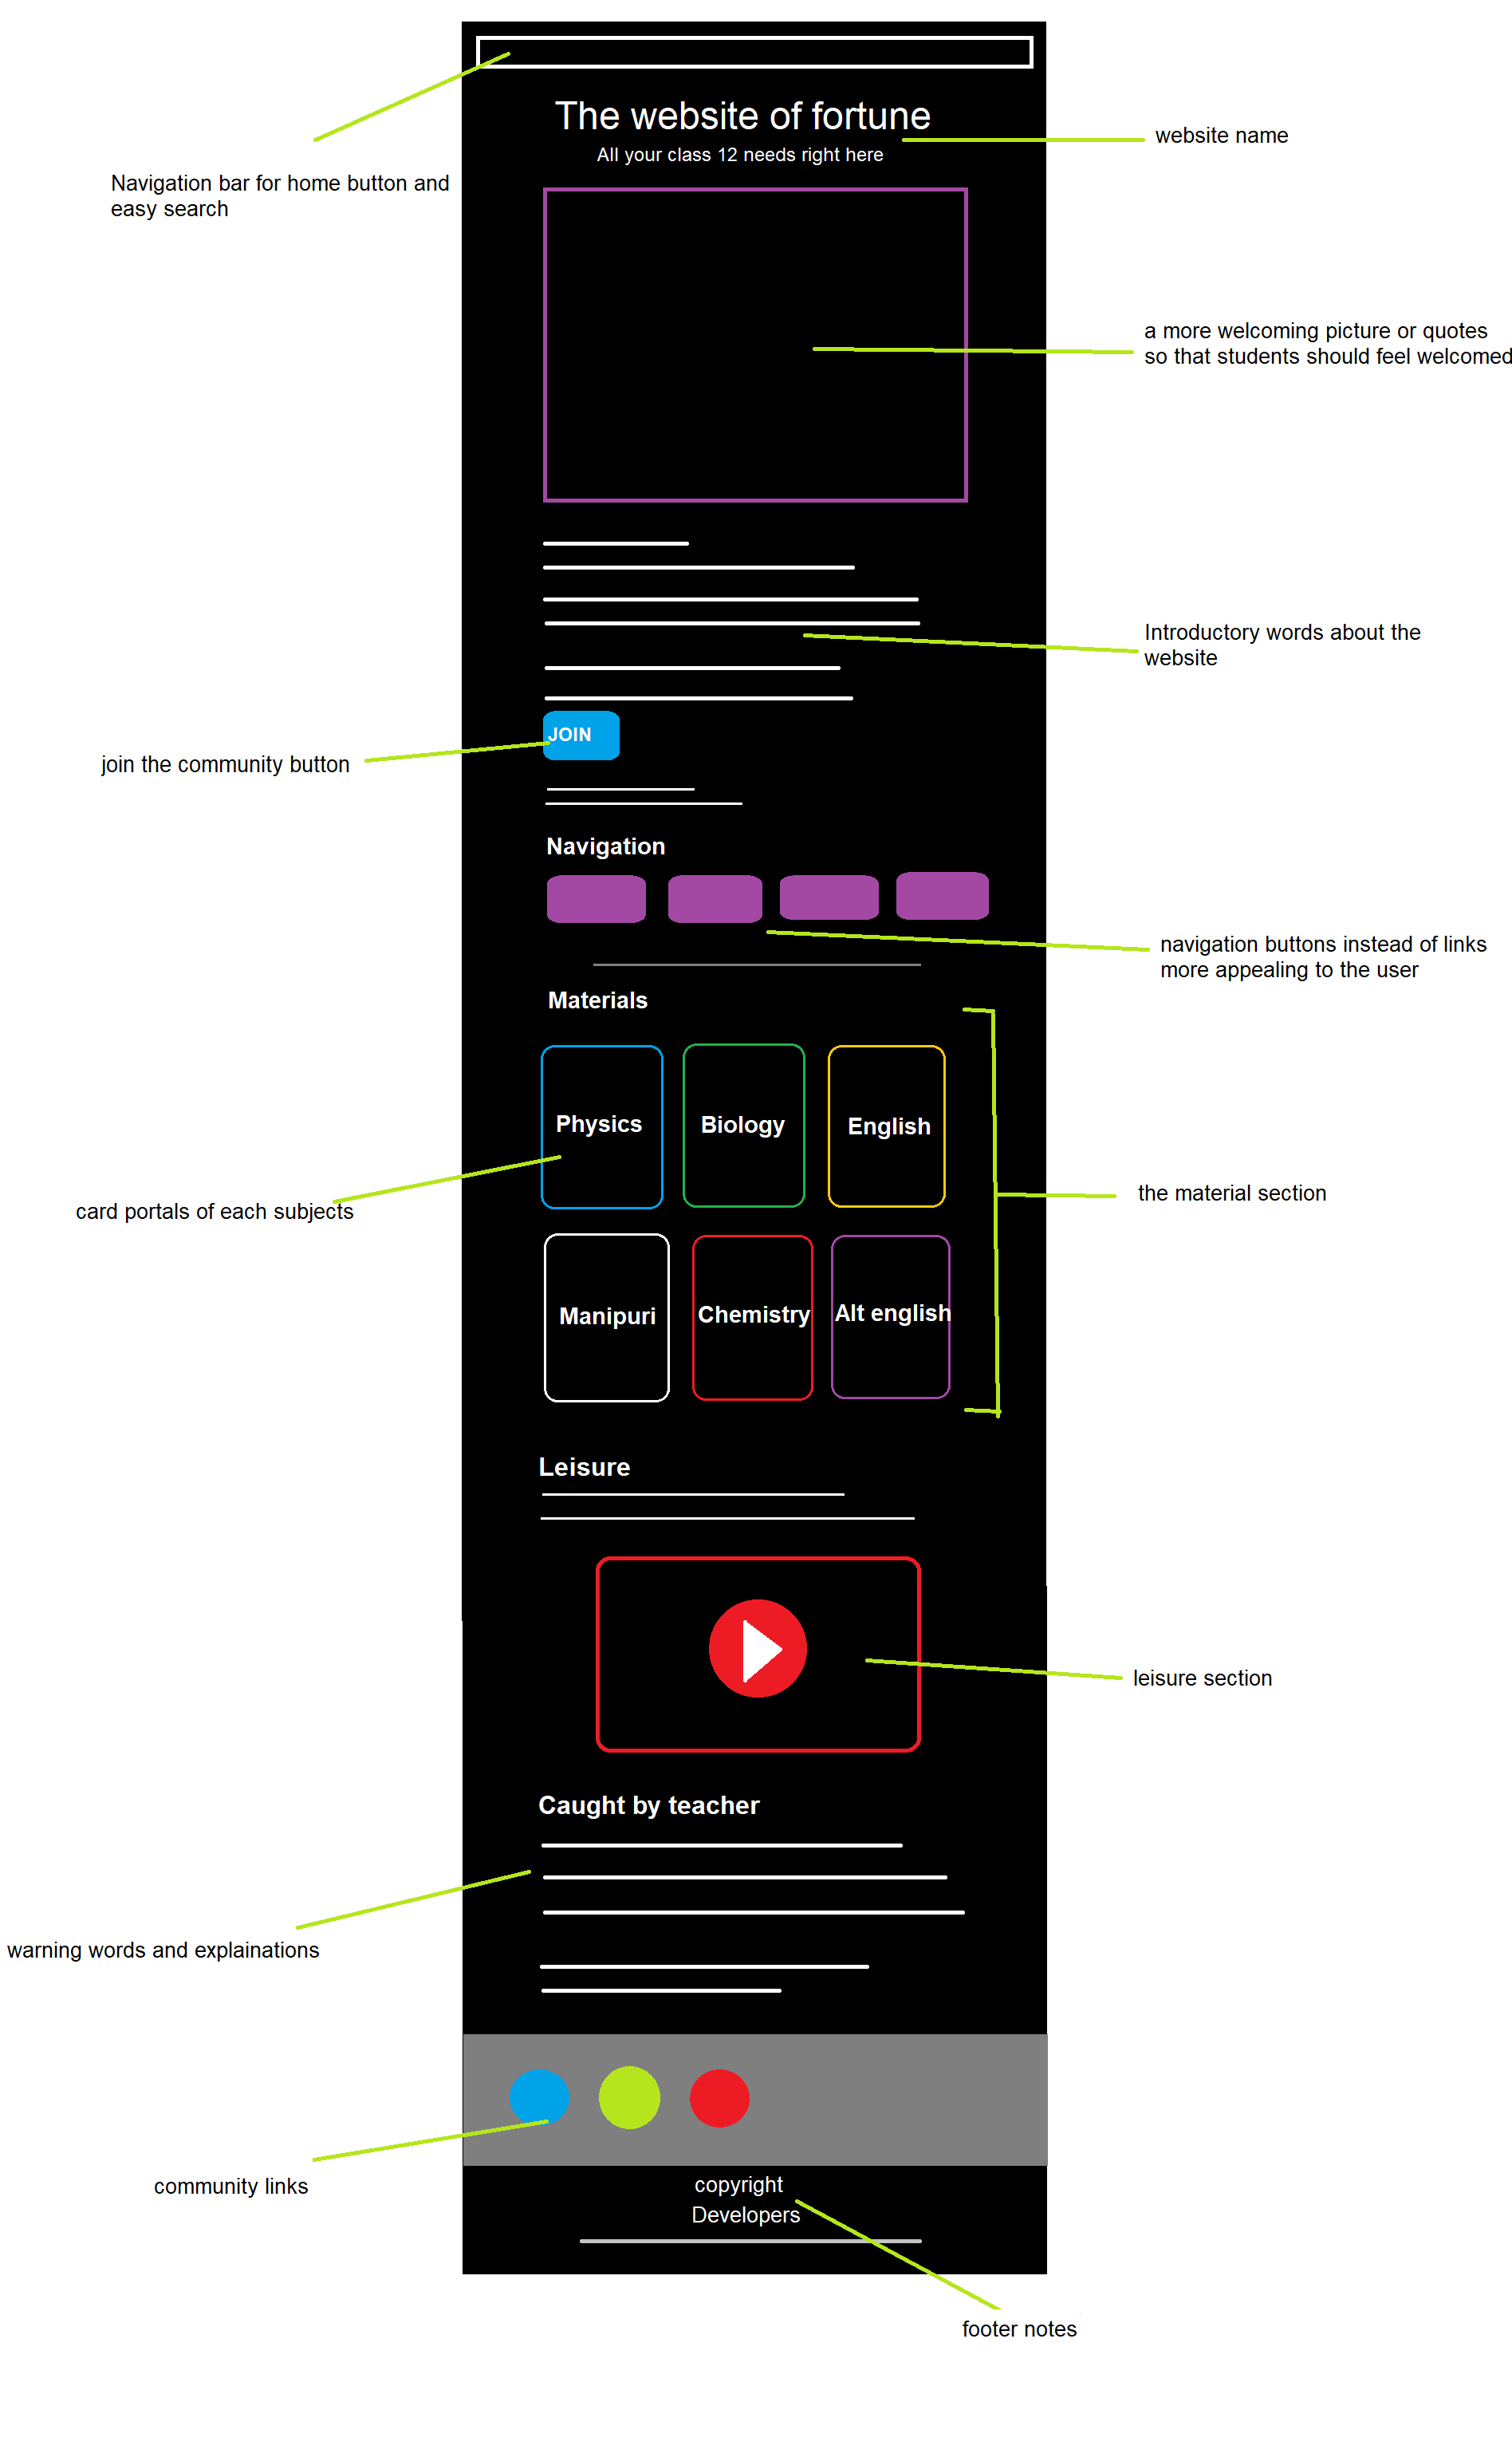 The website of fortune
website name
All your class 12 needs right here
Navigation bar for home button and
easy search
a more welcoming picture or quotes
so that students should feel welcomed
Introductory words about the
website
JOIN
join the community button
Navigation
navigation buttons instead of links
more appealing to the user
Materials
Physics
Biology
English
the material section
card portals of each subjects
Manipuri
Chemistry
Alt english
Leisure
leisure section
Caught by teacher
warning words and explainations
community links
copyright
Developers
footer notes